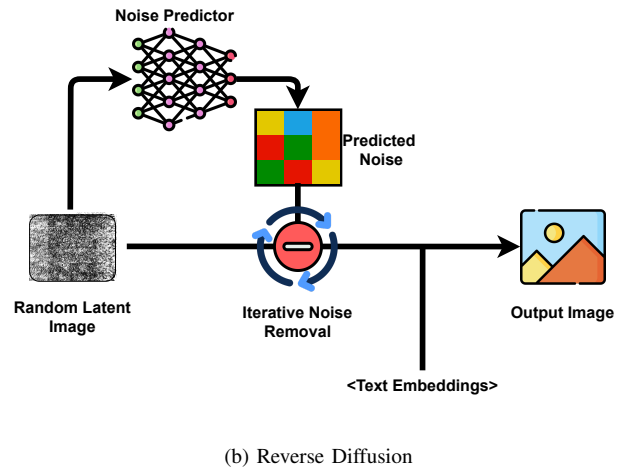 Noise Predictor
Predicted
Noise
Random Latent
Image
Iterative Noise
Removal
Output Image
<Text Embeddings>
(b) Reverse Diffusion